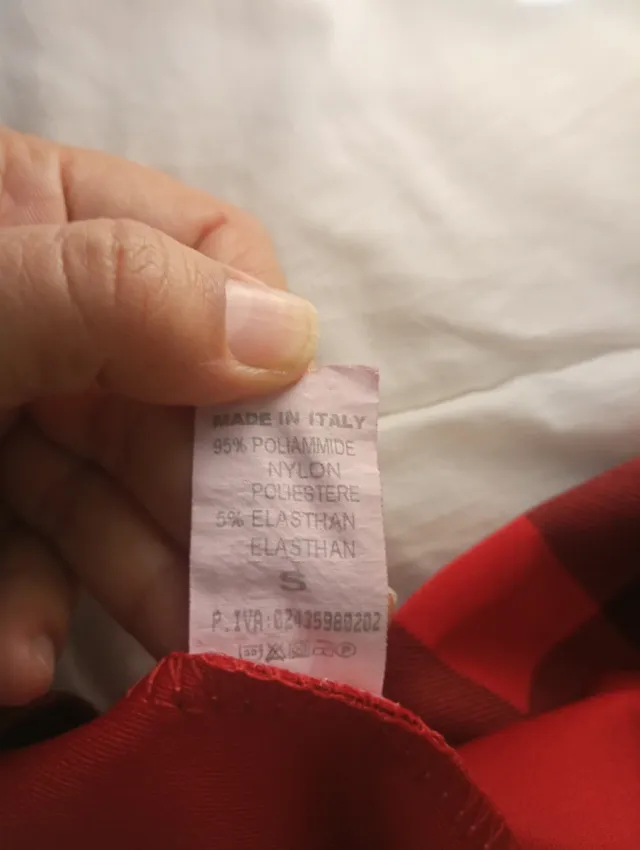 MADE IN ITALY
95% POLIAMMIDE
NYLON
POLIESTERE
5% ELASTHAN
ELASTHAN
S
P.IVA:02435980202